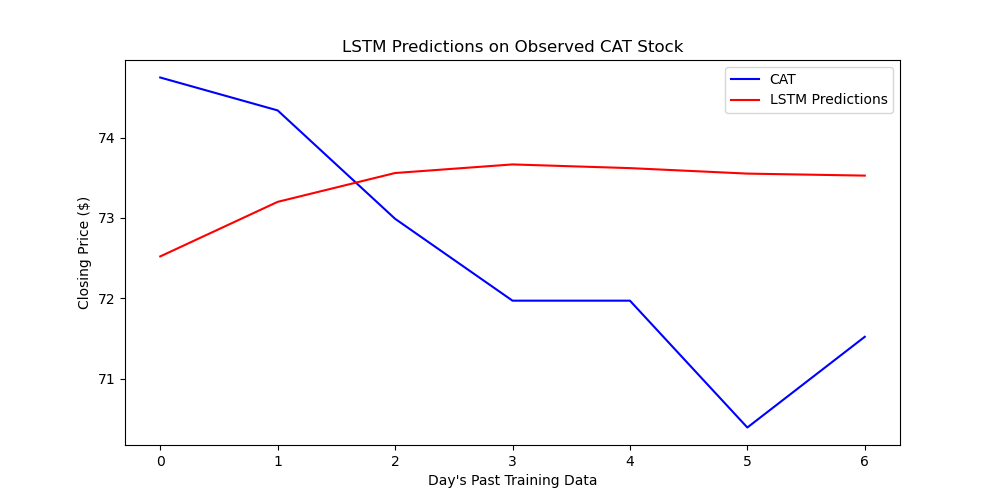 LSTM Predictions on Observed CAT Stock
CAT
LSTM Predictions
Closing Price ($)
74
73
72
71
0 1 2 3 4 5 6
Day's Past Training Data